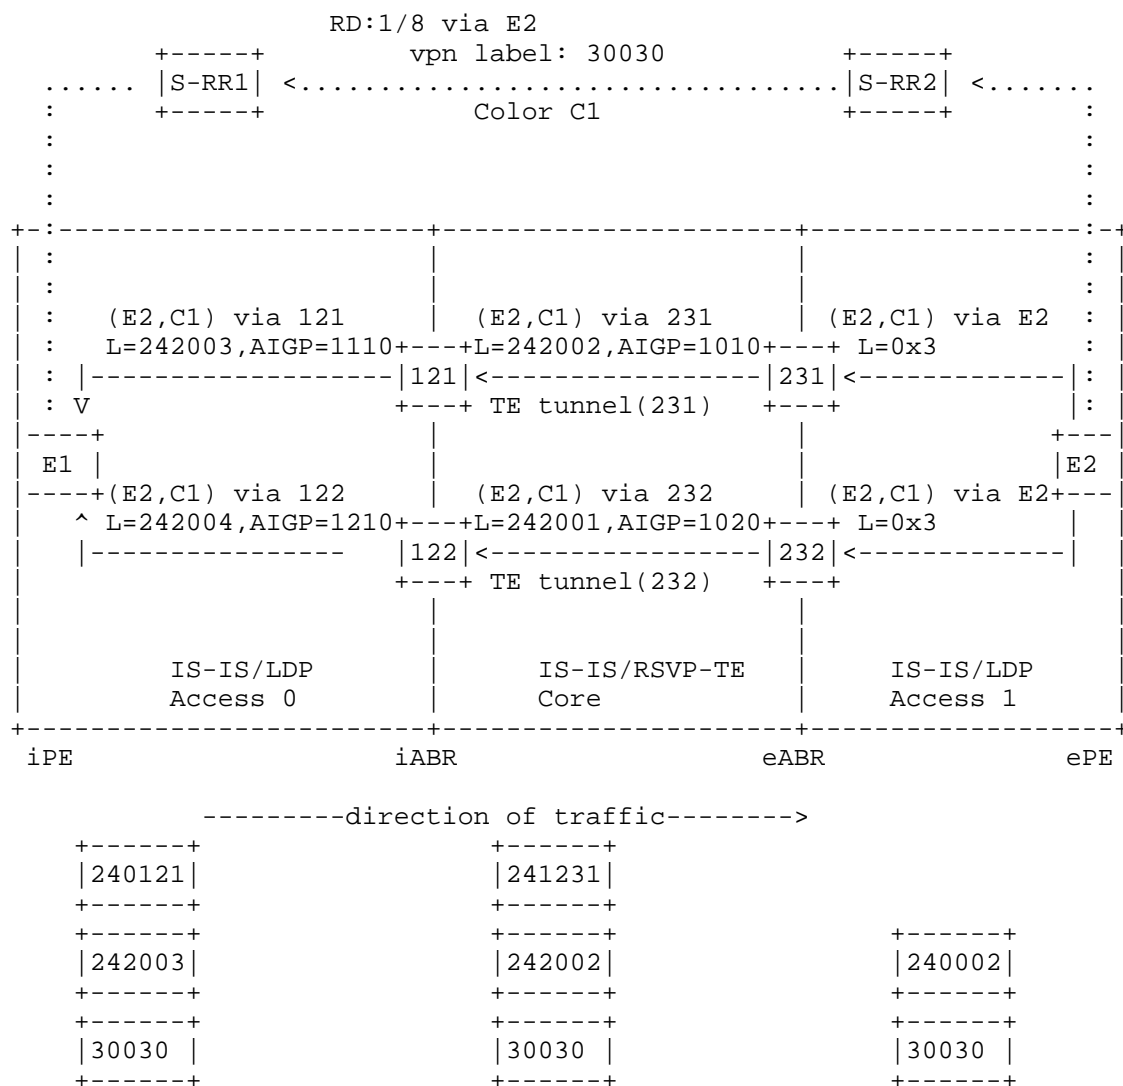 RD:1/8 via E2
+-----+ vpn label: 30030 +-----+
...... |S-RR1| <..................................|S-RR2| <.......
: +-----+ Color C1 +-----+ :
: :
: :
: :
+-:-----------------------+-----------------------+-----------------:-+
| : | | : |
| : | | : |
| : (E2,C1) via 121 | (E2,C1) via 231 | (E2,C1) via E2 : |
| : L=242003,AIGP=1110+---+L=242002,AIGP=1010+---+ L=0x3 : |
| : |-------------------|121|<-----------------|231|<-------------|: |
| : V +---+ TE tunnel(231) +---+ |: |
|----+ | | +---|
| E1 | | | |E2 |
|----+(E2,C1) via 122 | (E2,C1) via 232 | (E2,C1) via E2+---|
| ^ L=242004,AIGP=1210+---+L=242001,AIGP=1020+---+ L=0x3 | |
| |---------------- |122|<-----------------|232|<-------------| |
| +---+ TE tunnel(232) +---+ |
| | | |
| | | |
| IS-IS/LDP | IS-IS/RSVP-TE | IS-IS/LDP |
| Access 0 | Core | Access 1 |
+-------------------------+-----------------------+-------------------+
iPE iABR eABR ePE
---------direction of traffic-------->
+------+ +------+
|240121| |241231|
+------+ +------+
+------+ +------+ +------+
|242003| |242002| |240002|
+------+ +------+ +------+
+------+ +------+ +------+
|30030 | |30030 | |30030 |
+------+ +------+ +------+